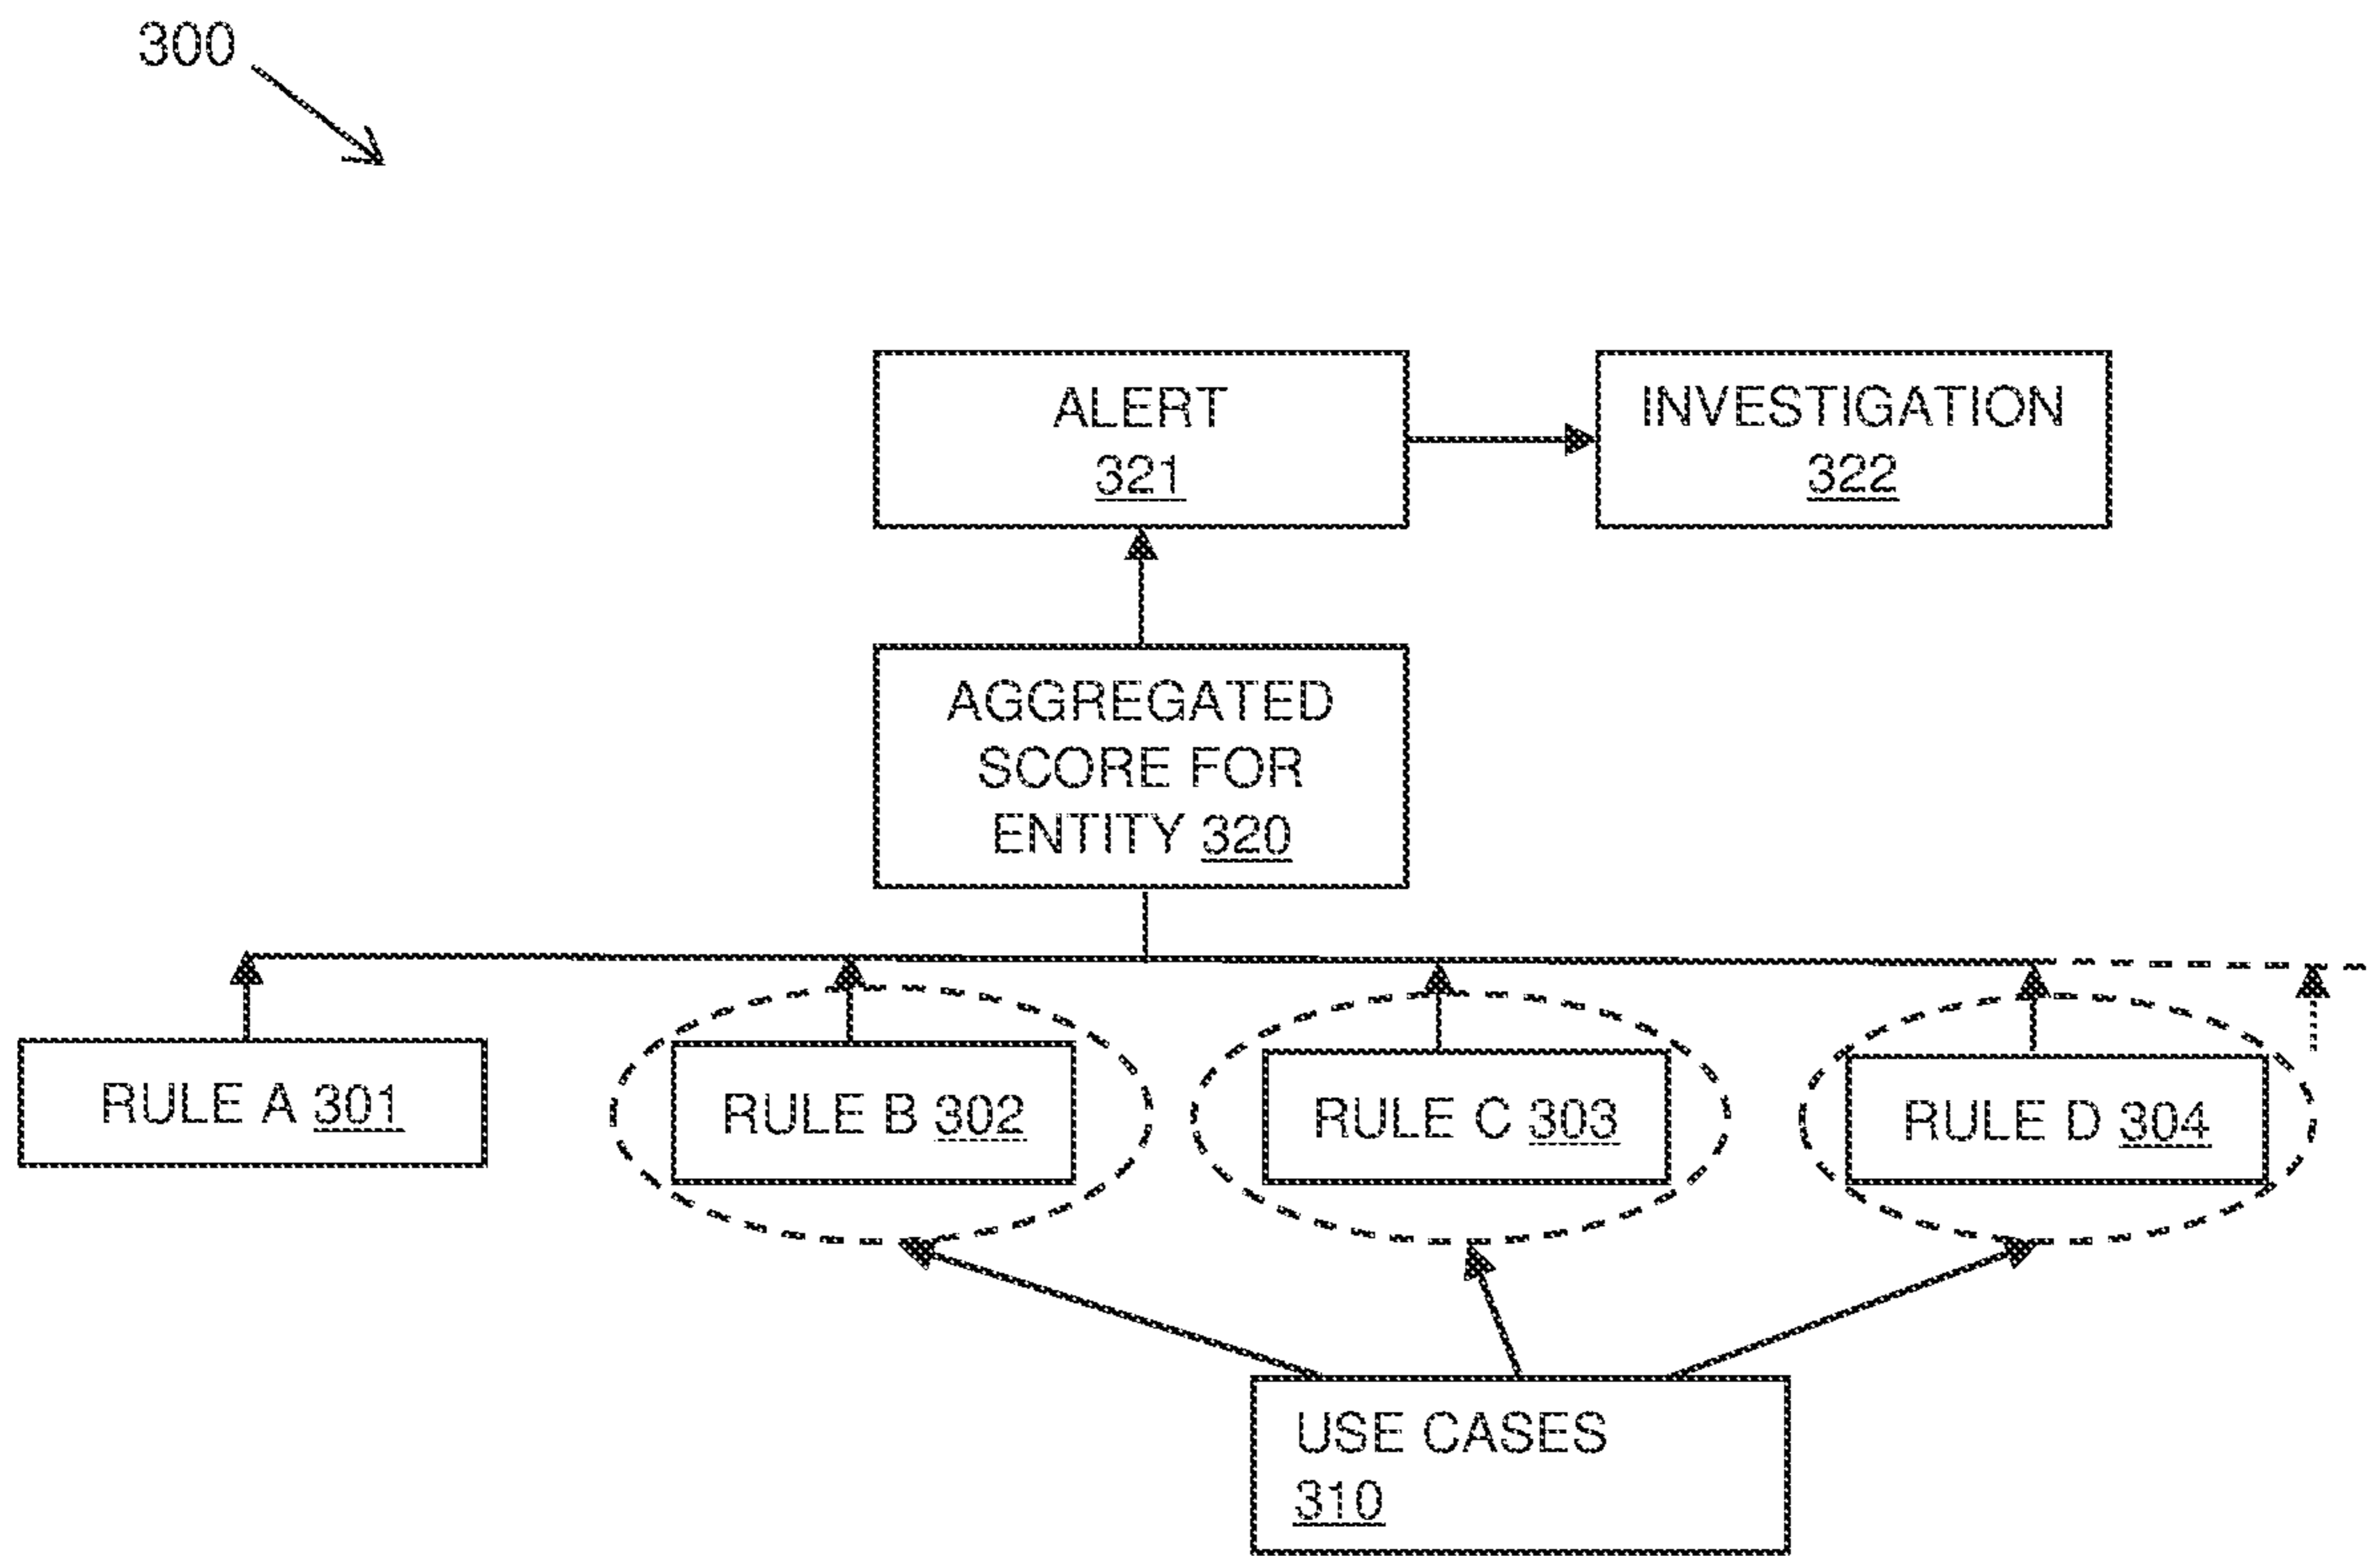 300
ALERT
321
INVESTIGATION
322
AGGREGATED
SCORE FOR
ENTITY 320
RULE A 301
RULE B 302
RULE C 303
RULE D 304
USE CASES
310